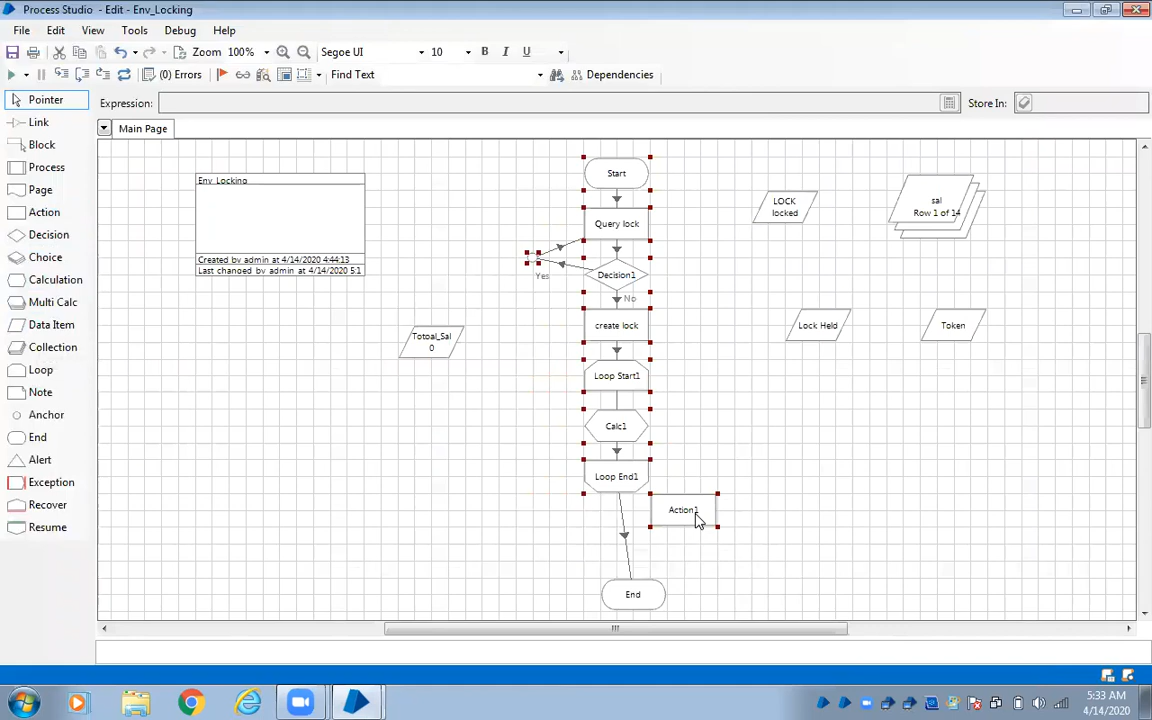 Process Studio - Edit - Env_Locking
File Edit View Tools Debug Help
Zoom 100% Segoe UI 10 B I U
(0) Errors Find Text Dependencies
Pointer Expression: Store In:
Link
Main Page
Block
Process
Page
Action
Decision
Choice
Calculation
Multi Calc
Data Item
Collection
Loop
Note
Anchor
End
Alert
Exception
Recover
Resume
Env_Locking
Created by admin at 4/14/2020 4:44:13
Last changed by admin at 4/14/2020 5:1
Start
Query lock
Yes
Decision1
No
create lock
Loop Start1
Calc1
Loop End1
Action1
End
Totoal_Sal
0
LOCK
locked
sal
Row 1 of 14
Lock Held
Token
5:33 AM
4/14/2020